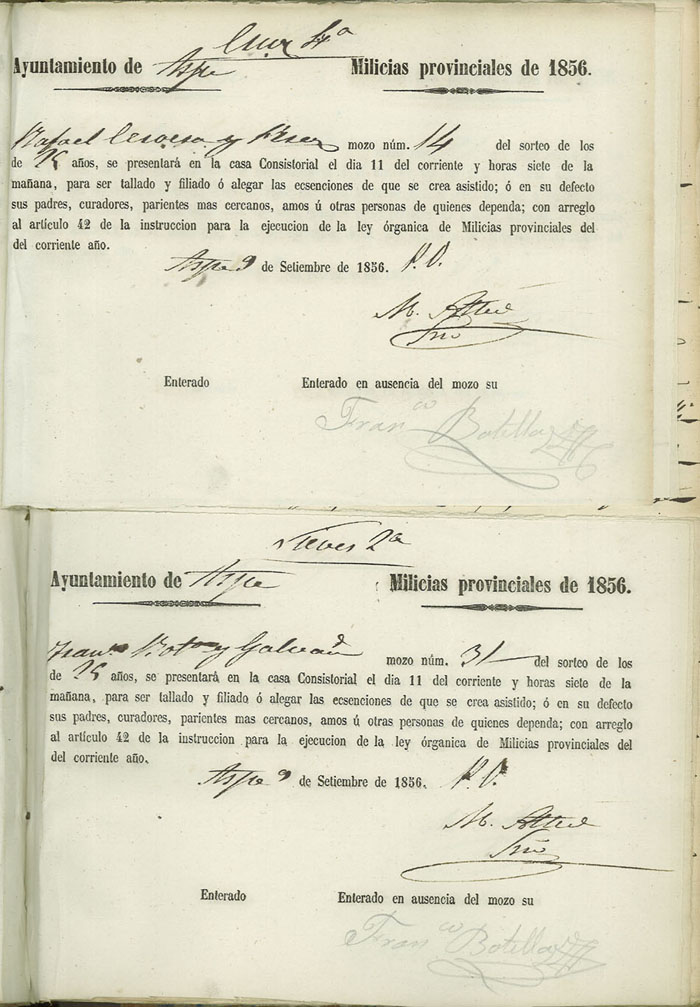 Cruz 4ª
Ayuntamiento de Aspe Milicias provinciales de 1856.
Rafael y mozo núm. 14 del sorteo de los
de 25 años, se presentará en la casa Consistorial el dia 11 del corriente y horas siete de la
mañana, para ser tallado y filiado ó alegar las ecsenciones de que se crea asistido; ó en su defecto
sus padres, curadores, parientes mas cercanos, amos ú otras personas de quienes dependa; con arreglo
al artículo 42 de la instruccion para la ejecucion de la ley órganica de Milicias provinciales del
del corriente año.
Aspe 9 de Setiembre de 1856. P. O.
M.
Srio
Enterado Enterado en ausencia del mozo su
Franco Botella
Nieves 2ª
Ayuntamiento de Aspe Milicias provinciales de 1856.
y Galvañ mozo núm. 31 del sorteo de los
de 25 años, se presentará en la casa Consistorial el dia 11 del corriente y horas siete de la
mañana, para ser tallado y filiado ó alegar las ecsenciones de que se crea asistido; ó en su defecto
sus padres, curadores, parientes mas cercanos, amos ú otras personas de quienes dependa; con arreglo
al artículo 42 de la instruccion para la ejecucion de la ley órganica de Milicias provinciales del
del corriente año.
Aspe 9 de Setiembre de 1856. P. O.
M.
Srio
Enterado Enterado en ausencia del mozo su
Franco Botella